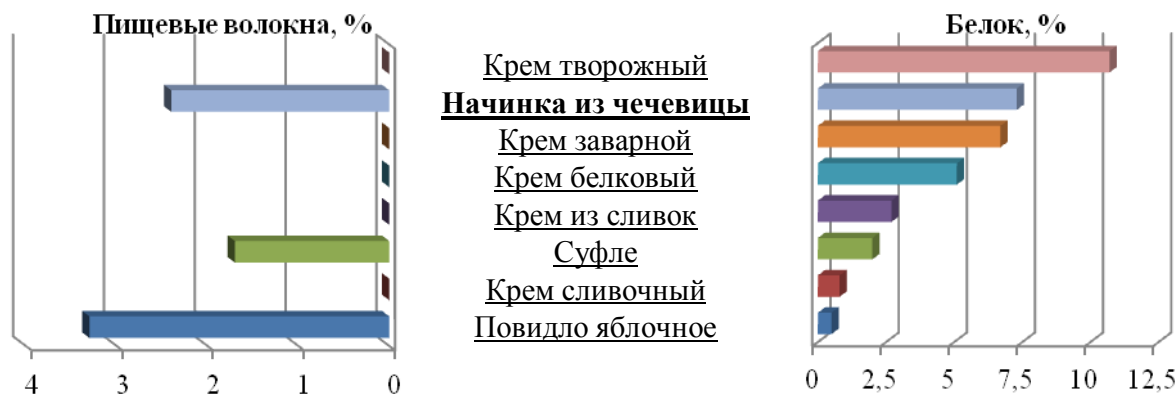 Пищевые волокна, %
Белок, %
Крем творожный
Начинка из чечевицы
Крем заварной
Крем белковый
Крем из сливок
Суфле
Крем сливочный
Повидло яблочное
4 3 2 1 0
0 2,5 5 7,5 10 12,5